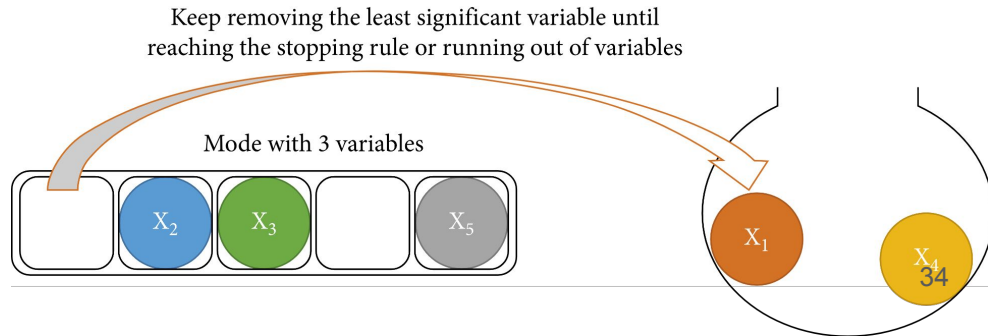 Keep removing the least significant variable until
reaching the stopping rule or running out of variables
Mode with 3 variables
X₂ X₃ X₅
X₁
X₄
34